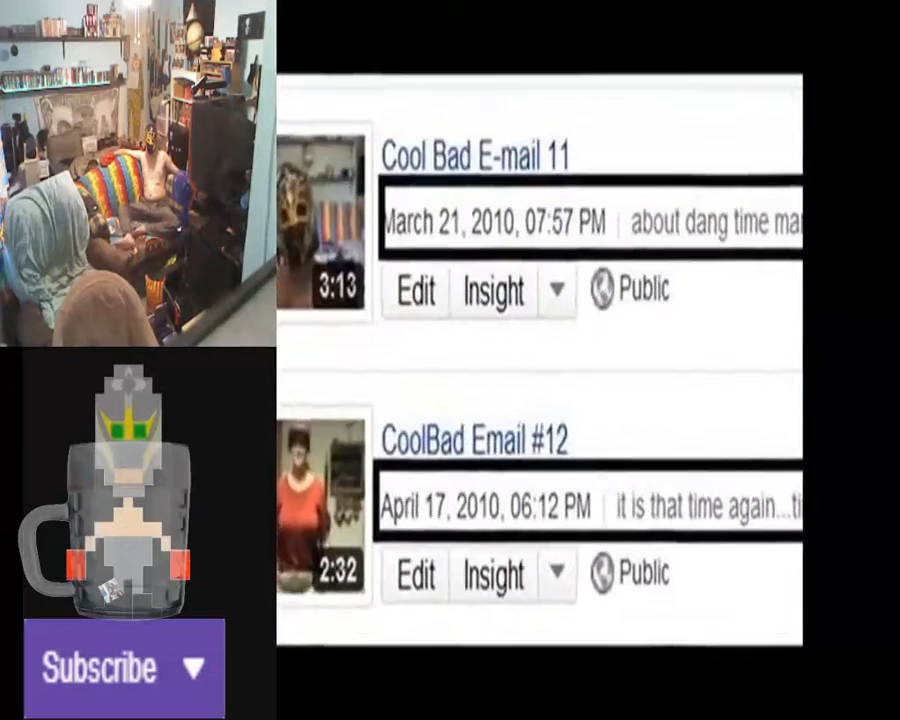 Cool Bad E-mail 11
March 21, 2010, 07:57 PM | about dang time mar
3:13
Edit Insight Public
CoolBad Email #12
April 17, 2010, 06:12 PM | it is that time again...ti
2:32
Edit Insight Public
Subscribe